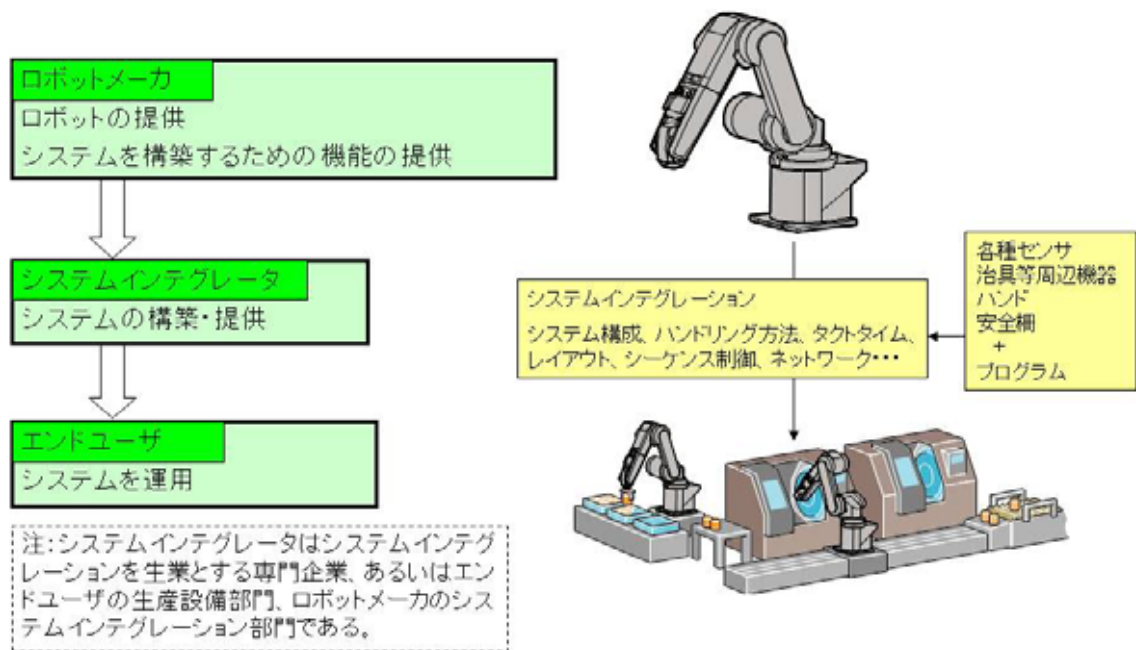 ロボットメーカ
ロボットの提供
システムを構築するための機能の提供
システムインテグレータ
システムの構築・提供
エンドユーザ
システムを運用
注:システムインテグレータはシステムインテグ
レーションを生業とする専門企業、あるいはエン
ドユーザの生産設備部門、ロボットメーカのシス
テムインテグレーション部門である。
システムインテグレーション
システム構成、ハンドリング方法、タクトタイム、
レイアウト、シーケンス制御、ネットワーク・・・
各種センサ
治具等周辺機器
ハンド
安全柵
+
プログラム